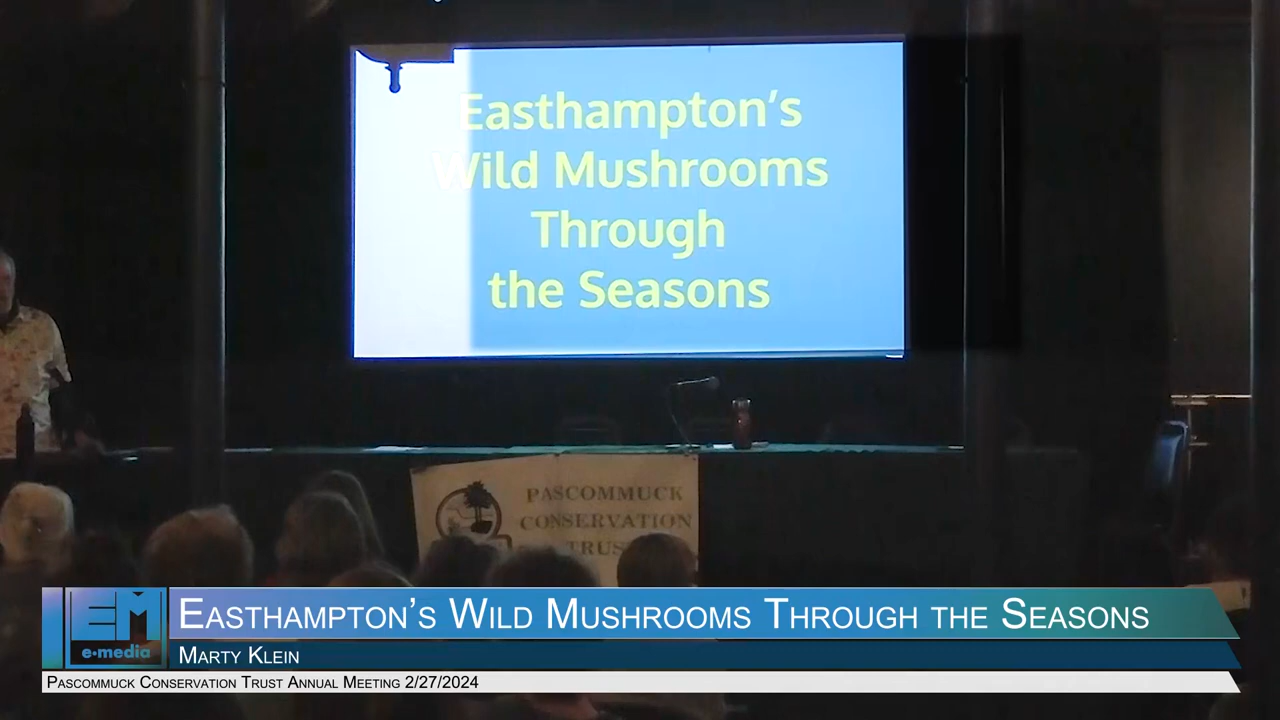 Easthampton's
Wild Mushrooms
Through
the Seasons
PASCOMMUCK
CONSERVATION
TRUST
EM
e·media
Easthampton's Wild Mushrooms Through the Seasons
Marty Klein
Pascommuck Conservation Trust Annual Meeting 2/27/2024